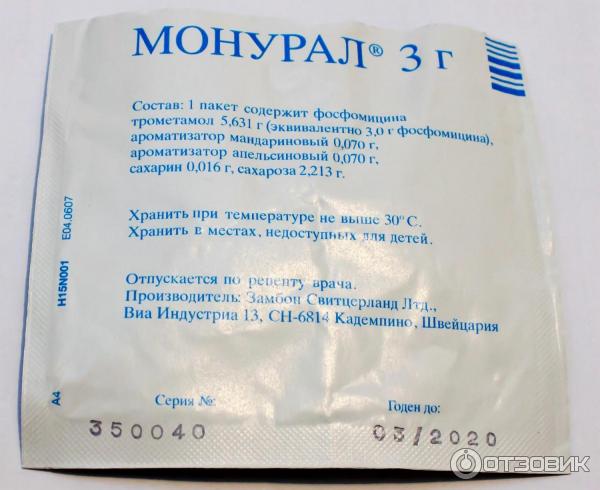 МОНУРАЛ® 3 г
Состав: 1 пакет содержит фосфомицина
трометамол 5,631 г (эквивалентно 3,0 г фосфомицина),
ароматизатор мандариновый 0,070 г,
ароматизатор апельсиновый 0,070 г,
сахарин 0,016 г, сахароза 2,213 г.
Хранить при температуре не выше 30°С.
Хранить в местах, недоступных для детей.
Отпускается по рецепту врача.
Производитель: Замбон Свитцерланд Лтд.,
Виа Индустриа 13, СН-6814 Кадемпино, Швейцария
A4 H15N001 E04.0607
Серия №: Годен до:
350040 03/2020
ОТЗОВИК